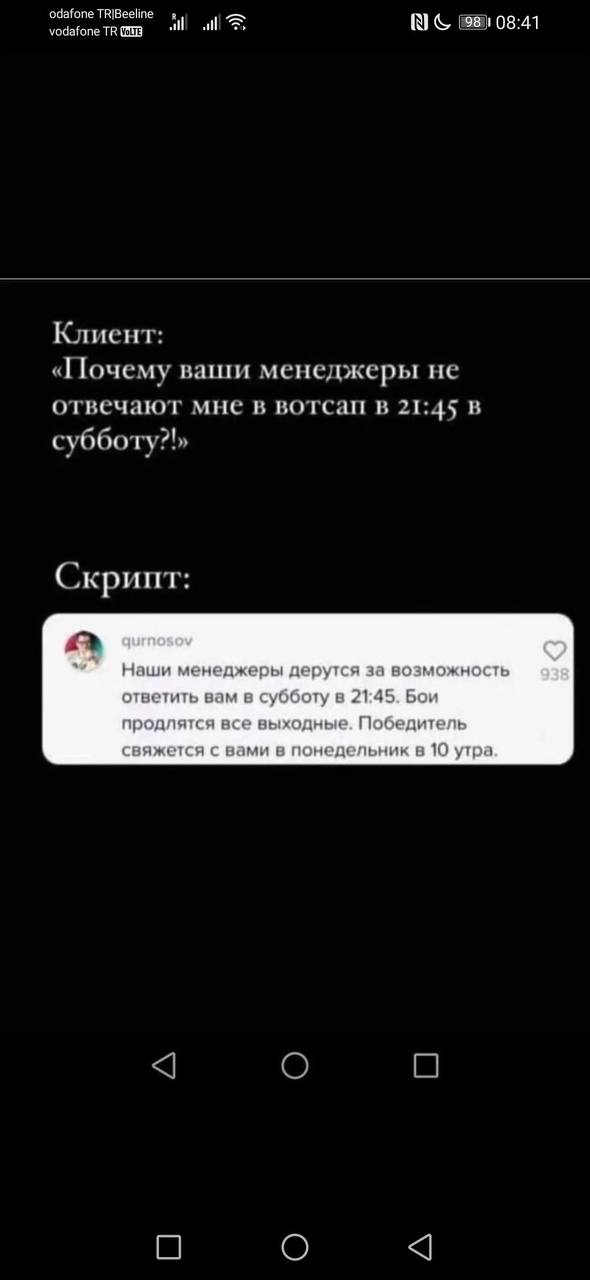 odafone TR|Beeline
vodafone TR VoLTE
R
98 08:41
Клиент:
«Почему ваши менеджеры не
отвечают мне в вотсап в 21:45 в
субботу?!»
Скрипт:
qurnosov
Наши менеджеры дерутся за возможность
ответить вам в субботу в 21:45. Бои
продлятся все выходные. Победитель
свяжется с вами в понедельник в 10 утра.
938